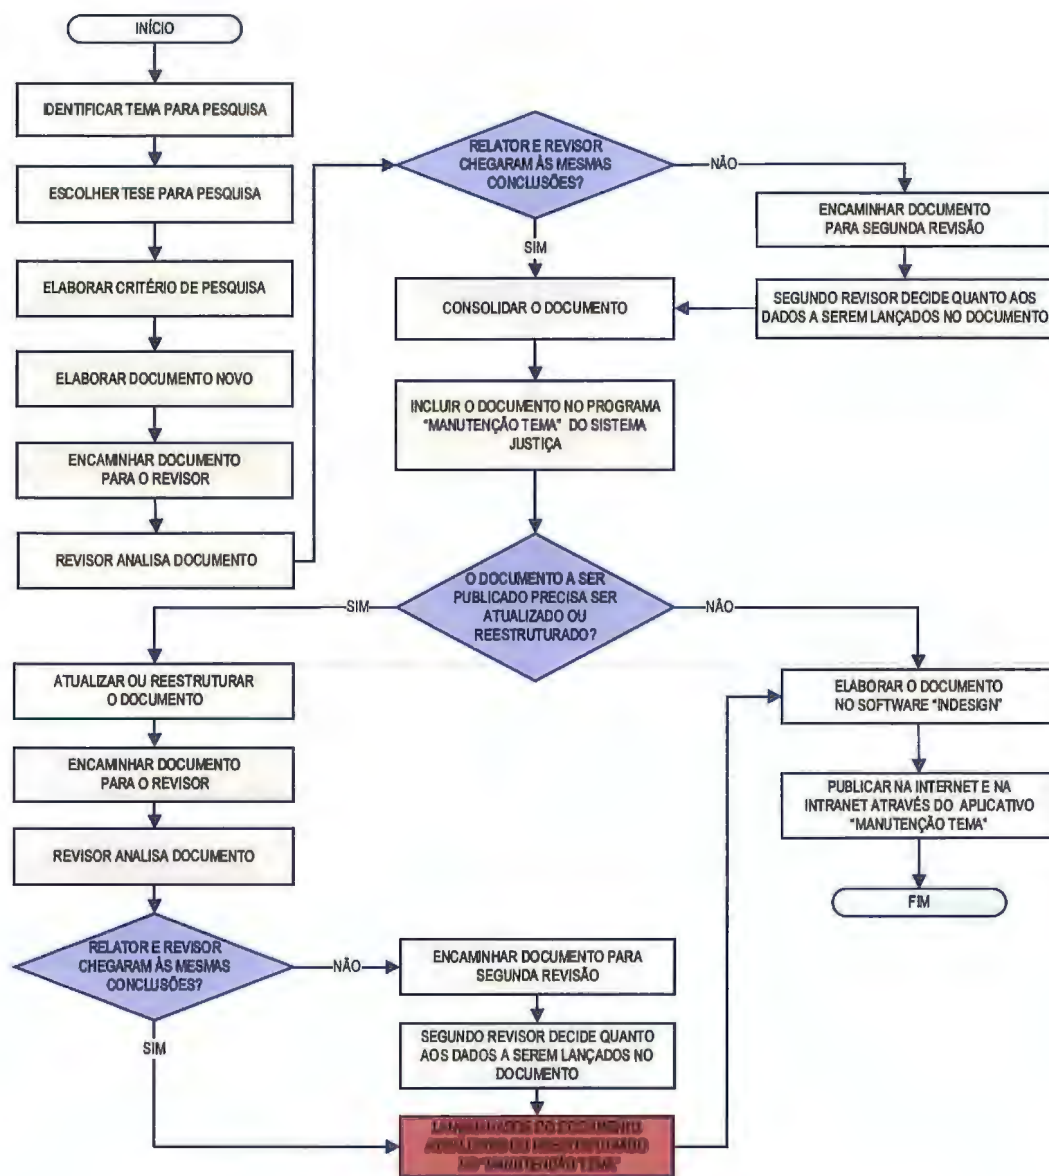 INÍCIO
IDENTIFICAR TEMA PARA PESQUISA
ESCOLHER TESE PARA PESQUISA
ELABORAR CRITÉRIO DE PESQUISA
ELABORAR DOCUMENTO NOVO
ENCAMINHAR DOCUMENTO
PARA O REVISOR
REVISOR ANALISA DOCUMENTO
RELATOR E REVISOR
CHEGARAM ÀS MESMAS
CONCLUSÕES?
NÃO
ENCAMINHAR DOCUMENTO
PARA SEGUNDA REVISÃO
SEGUNDO REVISOR DECIDE QUANTO AOS
DADOS A SEREM LANÇADOS NO DOCUMENTO
SIM
CONSOLIDAR O DOCUMENTO
INCLUIR O DOCUMENTO NO PROGRAMA
"MANUTENÇÃO TEMA" DO SISTEMA
JUSTIÇA
O DOCUMENTO A SER
PUBLICADO PRECISA SER
ATUALIZADO OU
REESTRUTURADO?
SIM
NÃO
ATUALIZAR OU REESTRUTURAR
O DOCUMENTO
ENCAMINHAR DOCUMENTO
PARA O REVISOR
REVISOR ANALISA DOCUMENTO
RELATOR E REVISOR
CHEGARAM ÀS MESMAS
CONCLUSÕES?
NÃO
SIM
ENCAMINHAR DOCUMENTO PARA
SEGUNDA REVISÃO
SEGUNDO REVISOR DECIDE QUANTO
AOS DADOS A SEREM LANÇADOS NO
DOCUMENTO
DO DOCUMENTO
OU REESTRUTURADO
"MANUTENÇÃO TEMA"
ELABORAR O DOCUMENTO
NO SOFTWARE "INDESIGN"
PUBLICAR NA INTERNET E NA
INTRANET ATRAVÉS DO APLICATIVO
"MANUTENÇÃO TEMA"
FIM